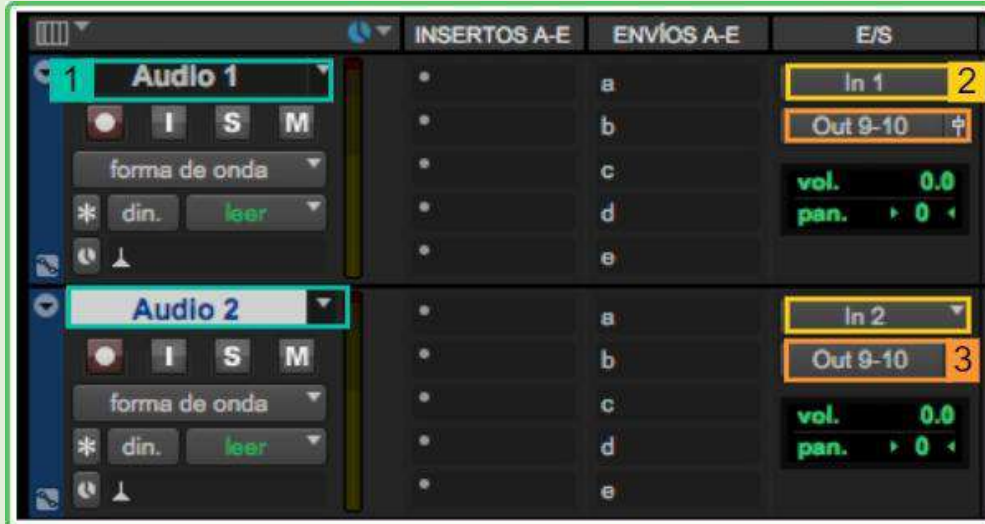 INSERTOS A-E ENVÍOS A-E E/S
1 Audio 1 a In 1 2
I S M b Out 9-10
forma de onda c vol. 0.0
din. leer d pan. 0
e
Audio 2 a In 2
I S M b Out 9-10 3
forma de onda c vol. 0.0
din. leer d pan. 0
e